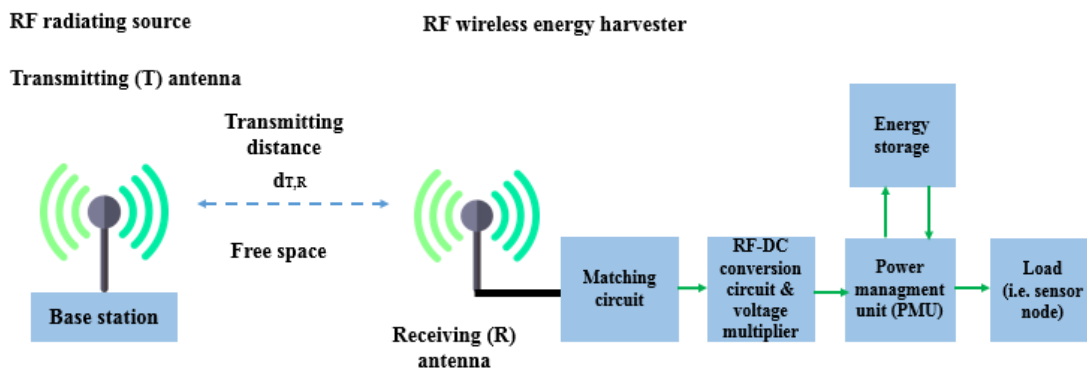 RF radiating source
RF wireless energy harvester
Transmitting (T) antenna
Transmitting
distance
dT,R
Free space
Base station
Receiving (R)
antenna
Matching
circuit
RF-DC
conversion
circuit &
voltage
multiplier
Energy
storage
Power
managment
unit (PMU)
Load
(i.e. sensor
node)